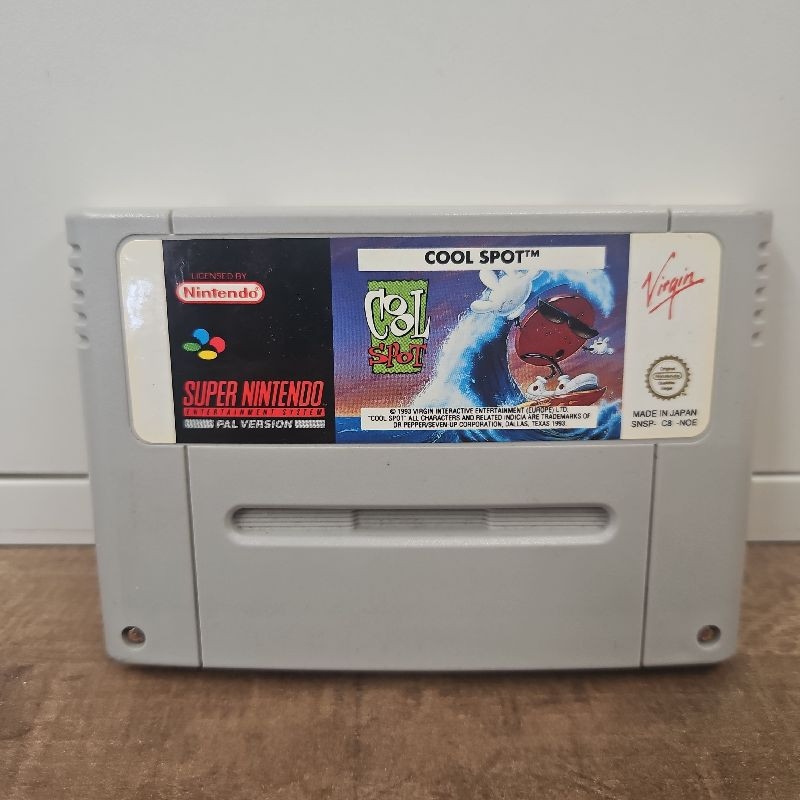 LICENSED BY
Nintendo
SUPER NINTENDO
ENTERTAINMENT SYSTEM
PAL VERSION
COOL SPOT™
COOL
SPOT
© 1993 VIRGIN INTERACTIVE ENTERTAINMENT (EUROPE) LTD.
"COOL SPOT" ALL CHARACTERS AND RELATED INDICIA ARE TRADEMARKS OF
DR PEPPER/SEVEN-UP CORPORATION, DALLAS, TEXAS 1993.
Virgin
Original
Nintendo
MADE IN JAPAN
SNSP- C8 -NOE